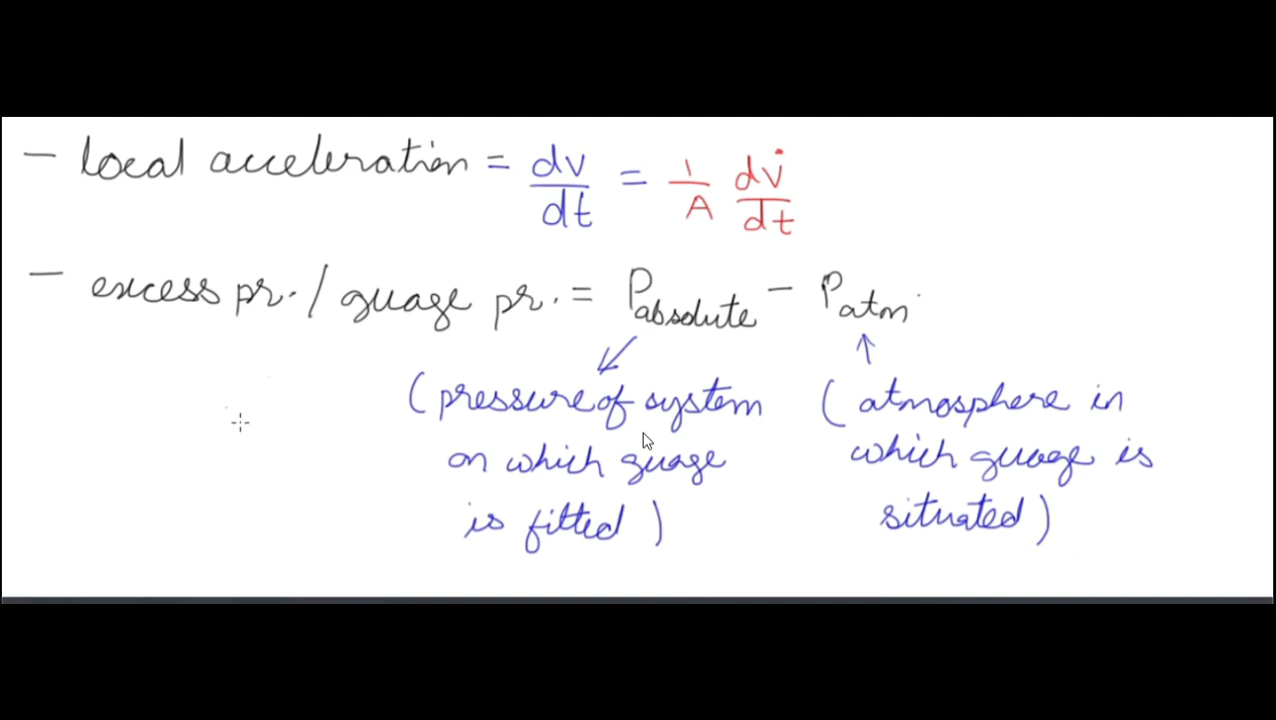 – local acceleration = dv/dt = 1/A dv̇/dt
– excess pr. / guage pr. = Pabsolute – Patm
(pressure of system
on which guage
is fitted)
(atmosphere in
which guage is
situated)